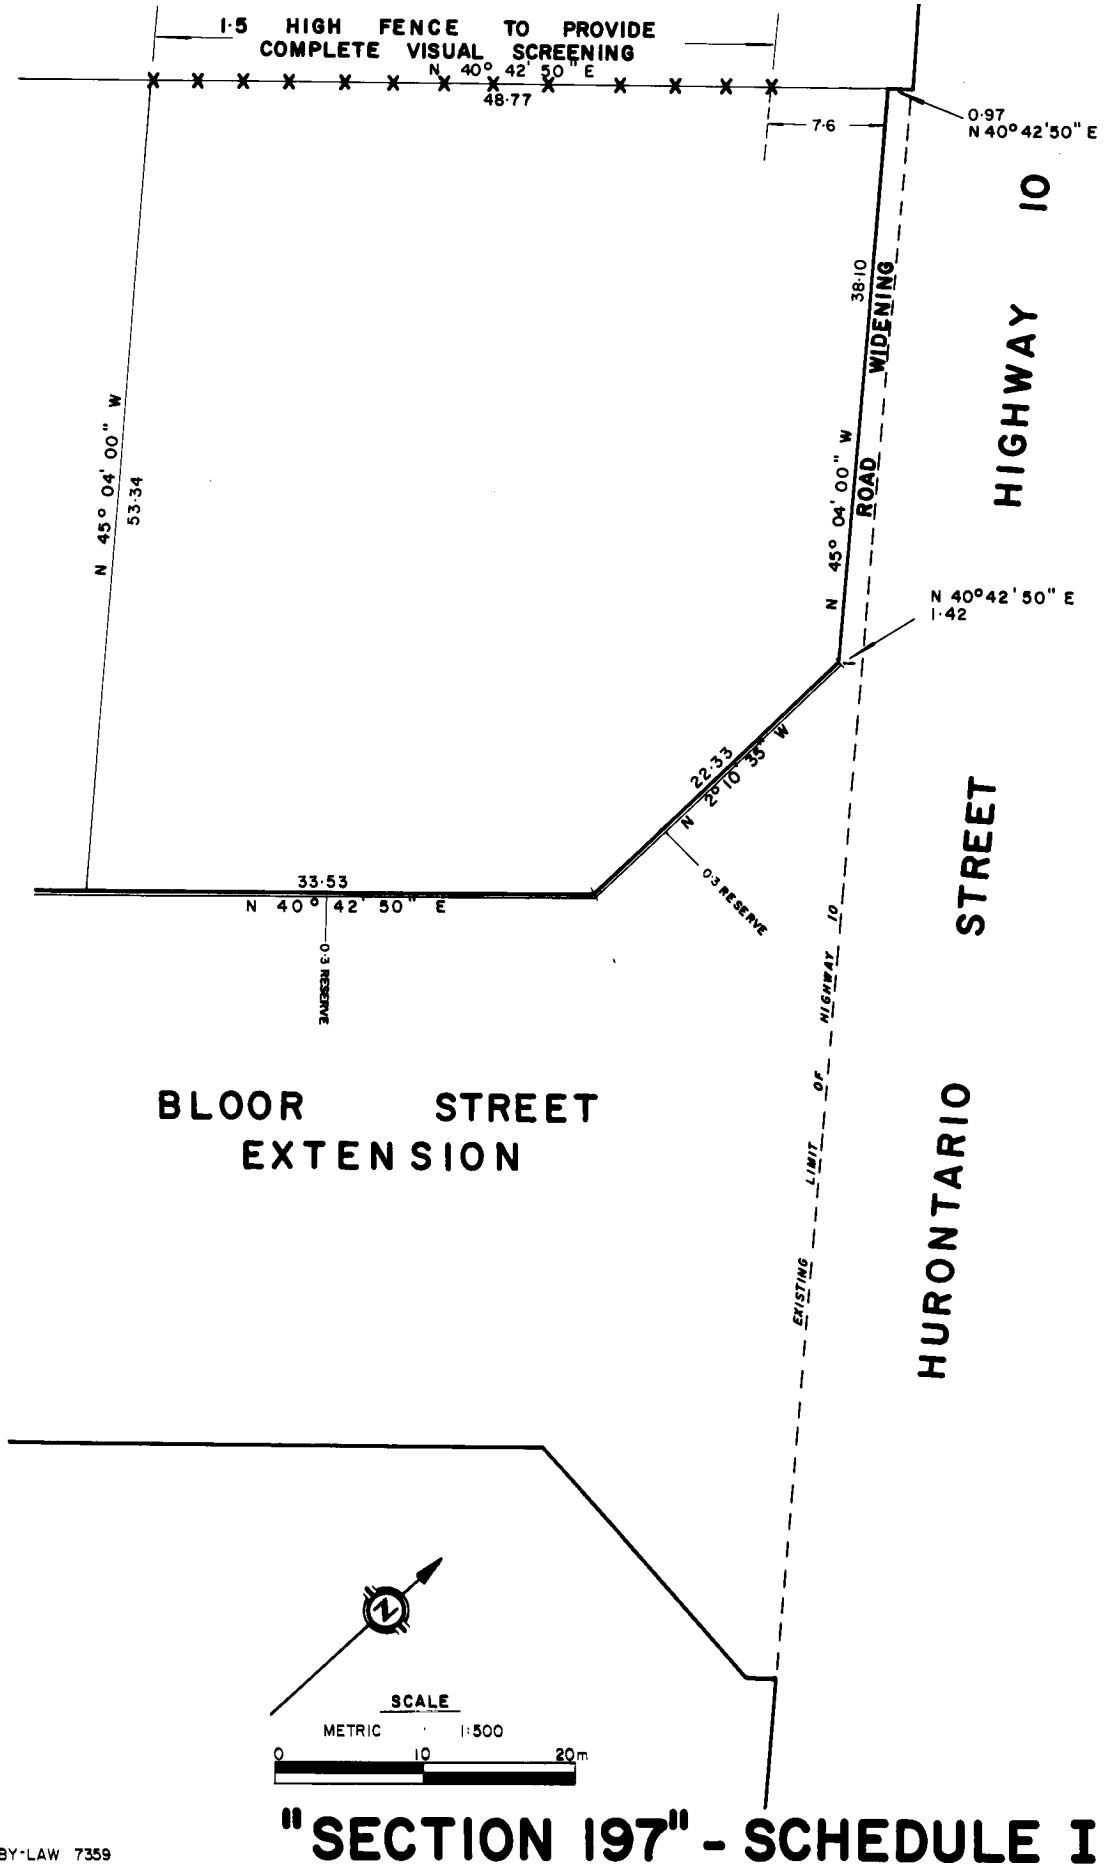 1·5 HIGH FENCE TO PROVIDE
COMPLETE VISUAL SCREENING
N 40° 42' 50" E
48·77
7·6
0·97
N 40° 42' 50" E
HIGHWAY 10
38·10
ROAD WIDENING
N 45° 04' 00" W
N 45° 04' 00" W
53·34
N 40° 42' 50" E
1·42
22·33
N 2° 10' 35" W
0·3 RESERVE
33·53
N 40° 42' 50" E
0·3 RESERVE
STREET
HURONTARIO
EXISTING LIMIT OF HIGHWAY 10
BLOOR STREET
EXTENSION
N
SCALE
METRIC 1:500
0 10 20m
"SECTION 197" - SCHEDULE I
BY-LAW 7359